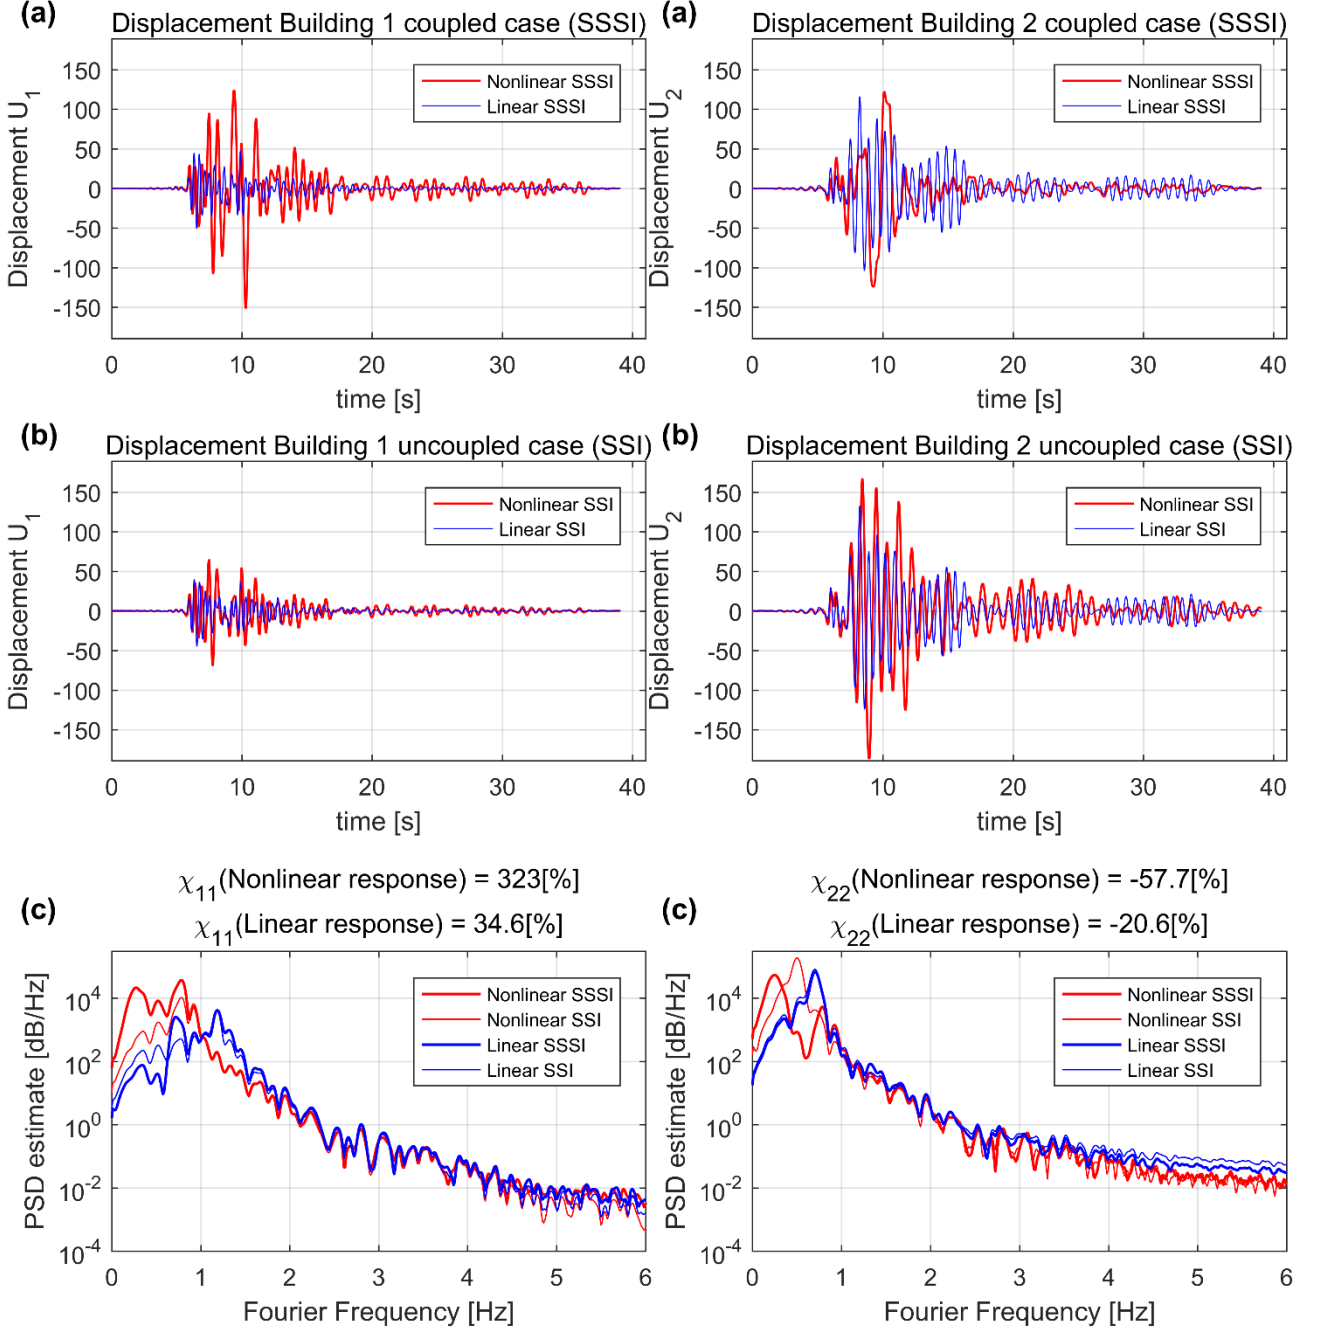 (a)
Displacement Building 1 coupled case (SSSI)
Displacement U1
150
100
50
0
-50
-100
-150
Nonlinear SSSI
Linear SSSI
0 10 20 30 40
time [s]
(a)
Displacement Building 2 coupled case (SSSI)
Displacement U2
150
100
50
0
-50
-100
-150
Nonlinear SSSI
Linear SSSI
0 10 20 30 40
time [s]
(b)
Displacement Building 1 uncoupled case (SSI)
Displacement U1
150
100
50
0
-50
-100
-150
Nonlinear SSI
Linear SSI
0 10 20 30 40
time [s]
(b)
Displacement Building 2 uncoupled case (SSI)
Displacement U2
150
100
50
0
-50
-100
-150
Nonlinear SSI
Linear SSI
0 10 20 30 40
time [s]
χ11(Nonlinear response) = 323[%]
(c)
χ11(Linear response) = 34.6[%]
PSD estimate [dB/Hz]
10^4
10^2
10^0
10^-2
10^-4
Nonlinear SSSI
Nonlinear SSI
Linear SSSI
Linear SSI
0 1 2 3 4 5 6
Fourier Frequency [Hz]
χ22(Nonlinear response) = -57.7[%]
(c)
χ22(Linear response) = -20.6[%]
PSD estimate [dB/Hz]
10^4
10^2
10^0
10^-2
10^-4
Nonlinear SSSI
Nonlinear SSI
Linear SSSI
Linear SSI
0 1 2 3 4 5 6
Fourier Frequency [Hz]